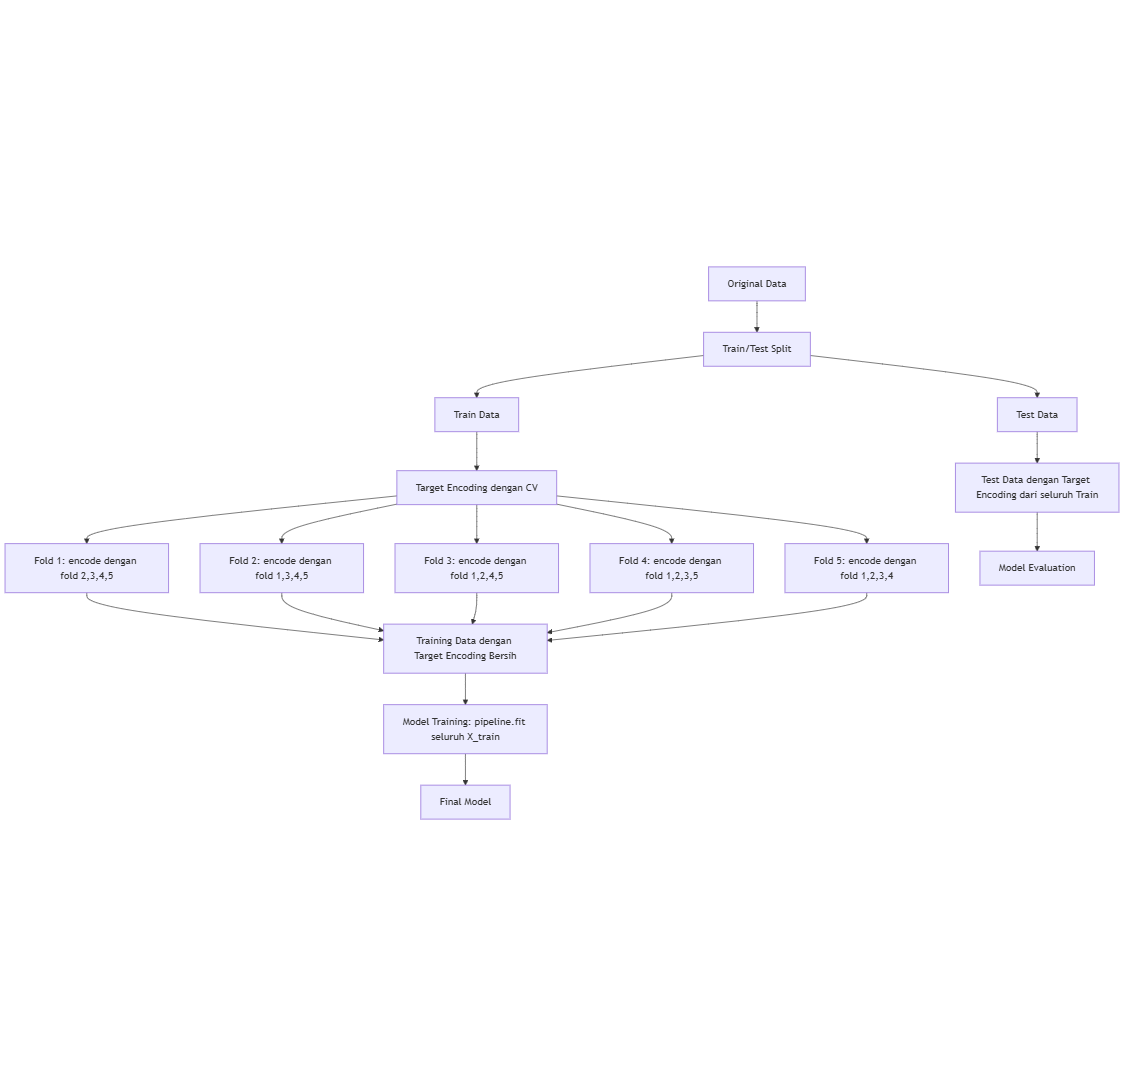 Original Data
Train/Test Split
Train Data
Test Data
Target Encoding dengan CV
Test Data dengan Target
Encoding dari seluruh Train
Fold 1: encode dengan
fold 2,3,4,5
Fold 2: encode dengan
fold 1,3,4,5
Fold 3: encode dengan
fold 1,2,4,5
Fold 4: encode dengan
fold 1,2,3,5
Fold 5: encode dengan
fold 1,2,3,4
Model Evaluation
Training Data dengan
Target Encoding Bersih
Model Training: pipeline.fit
seluruh X_train
Final Model